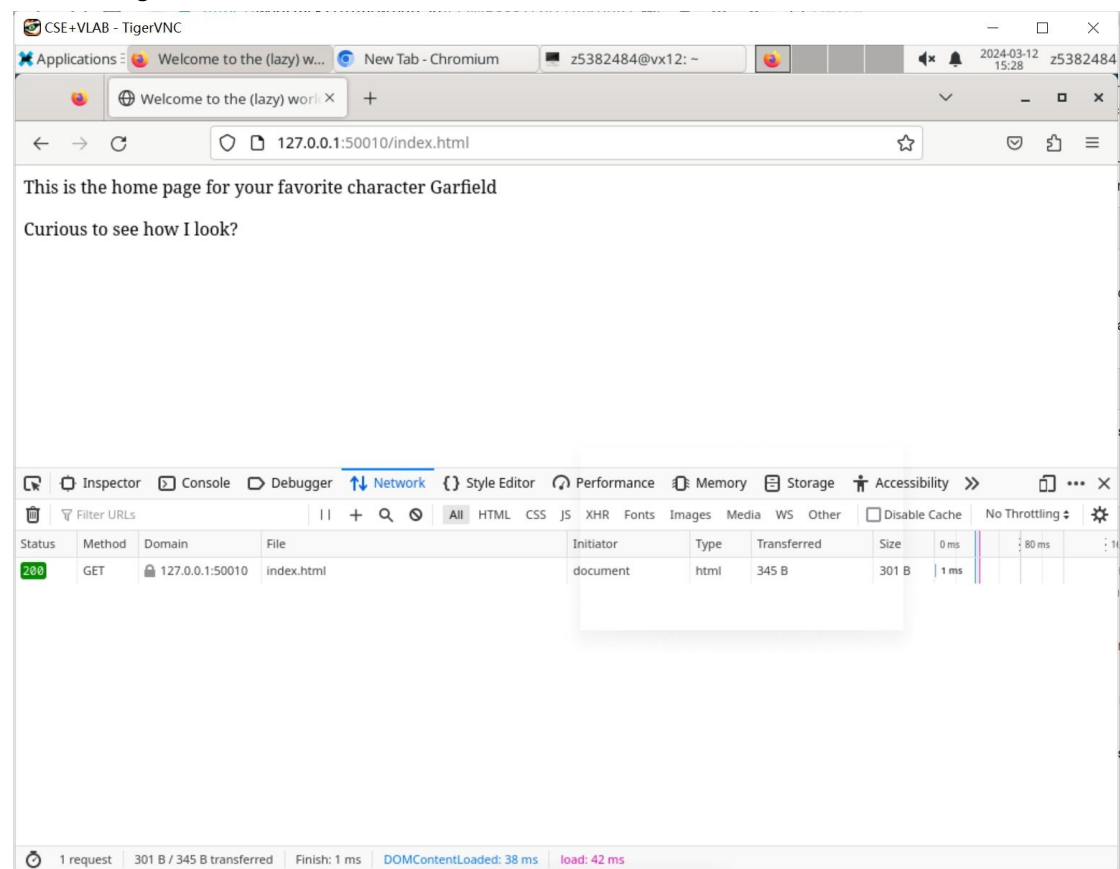 CSE+VLAB - TigerVNC
Applications Welcome to the (lazy) w... New Tab - Chromium z5382484@vx12: ~ 2024-03-12 15:28 z5382484
Welcome to the (lazy) worl
127.0.0.1:50010/index.html
This is the home page for your favorite character Garfield
Curious to see how I look?
Inspector Console Debugger Network Style Editor Performance Memory Storage Accessibility
Filter URLs All HTML CSS JS XHR Fonts Images Media WS Other Disable Cache No Throttling
Status Method Domain File Initiator Type Transferred Size 0 ms 80 ms
200 GET 127.0.0.1:50010 index.html document html 345 B 301 B 1 ms
1 request 301 B / 345 B transferred Finish: 1 ms DOMContentLoaded: 38 ms load: 42 ms